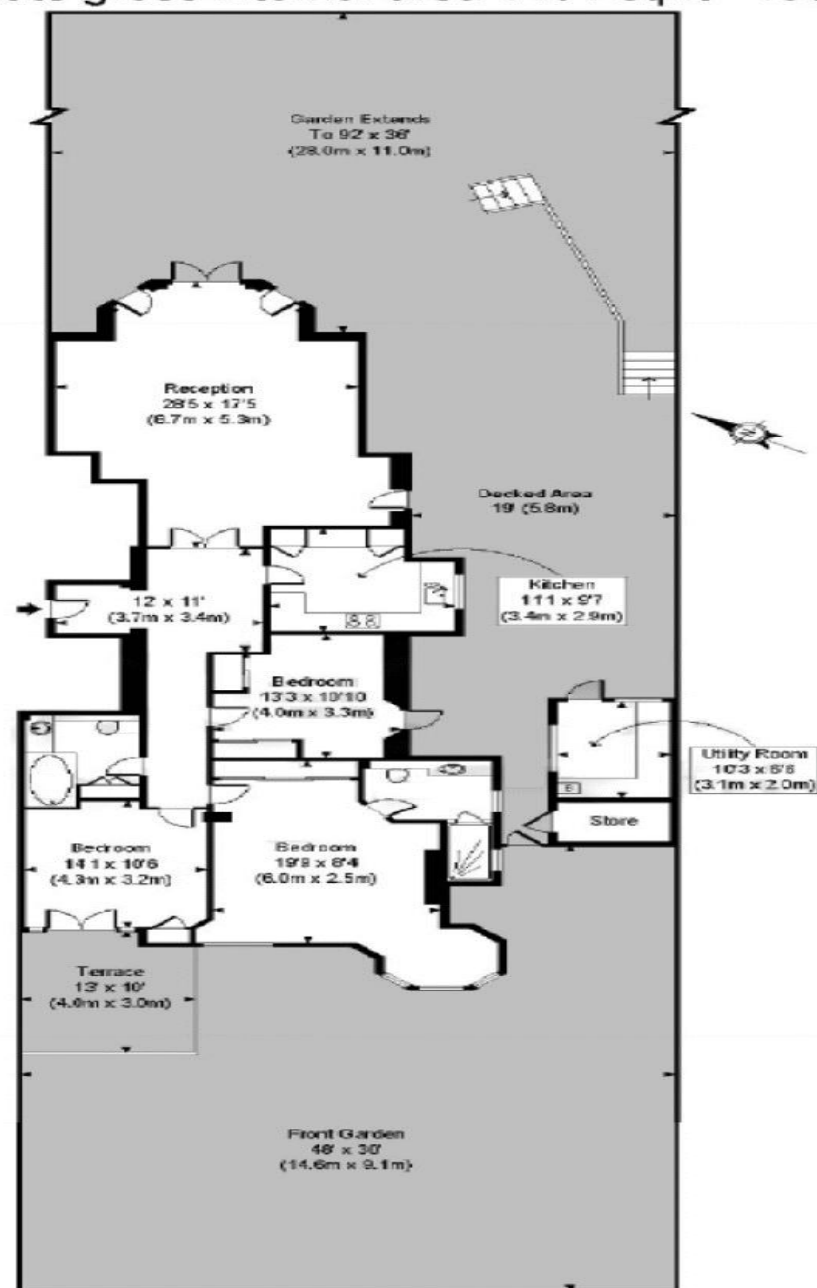 Garden Extends
To 92' x 36'
(28.0m x 11.0m)
Reception
28'5 x 17'5
(8.7m x 5.3m)
Decked Area
19' (5.8m)
12' x 11'
(3.7m x 3.4m)
Kitchen
11'1 x 9'7
(3.4m x 2.9m)
Bedroom
13'3 x 10'10
(4.0m x 3.3m)
Utility Room
10'3 x 6'6
(3.1m x 2.0m)
Store
Bedroom
14'1 x 10'6
(4.3m x 3.2m)
Bedroom
19'8 x 8'4
(6.0m x 2.5m)
Terrace
13' x 10'
(4.0m x 3.0m)
Front Garden
48' x 30'
(14.6m x 9.1m)
N